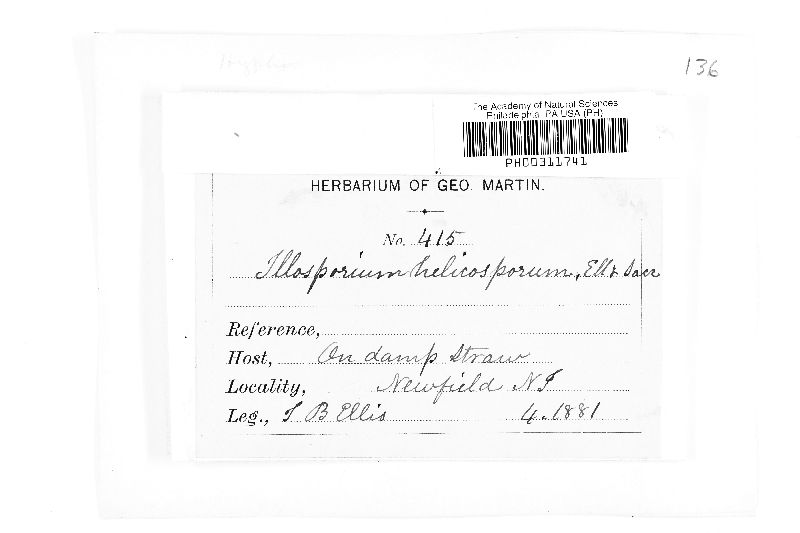 136
The Academy of Natural Sciences
Philadelphia, PA USA (PH)
PH00311741
HERBARIUM OF GEO. MARTIN.
No. 415
Illosporium helicosporum, Ell & Sacc
Reference,
Host, On damp straw
Locality, Newfield NJ
Leg., J B Ellis 4. 1881